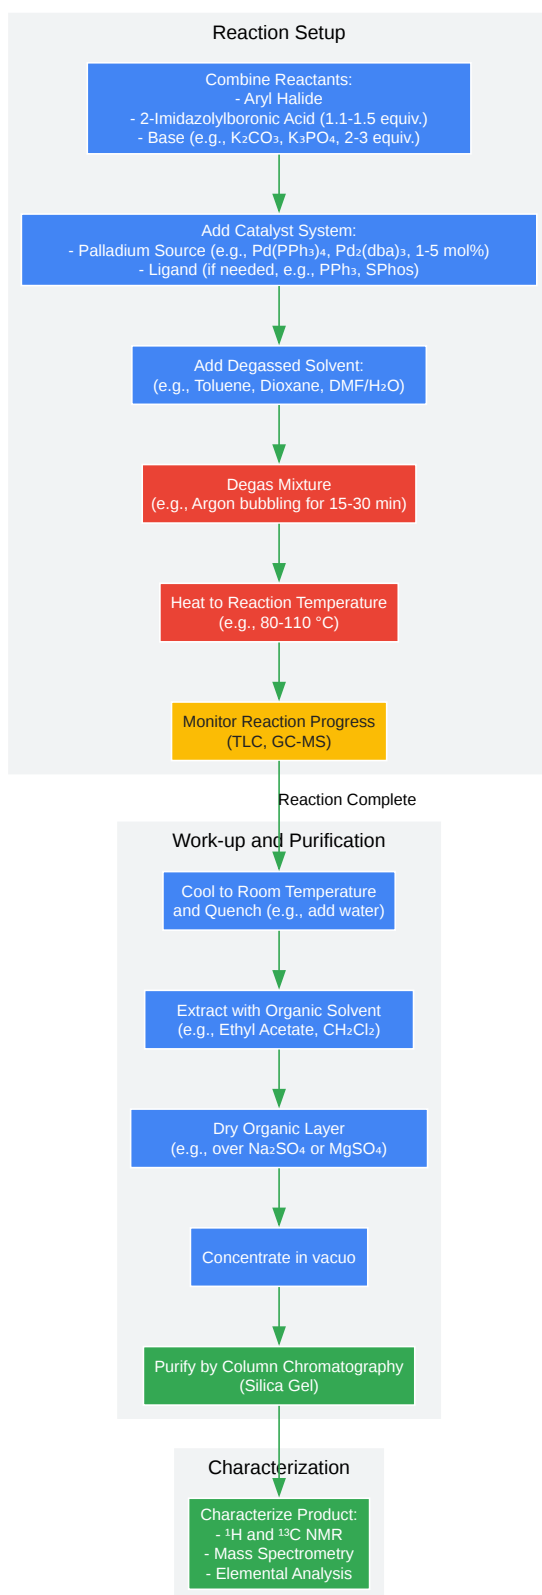 Reaction Setup
Combine Reactants:
- Aryl Halide
- 2-Imidazolylboronic Acid (1.1-1.5 equiv.)
- Base (e.g., K₂CO₃, K₃PO₄, 2-3 equiv.)
Add Catalyst System:
- Palladium Source (e.g., Pd(PPh₃)₄, Pd₂(dba)₃, 1-5 mol%)
- Ligand (if needed, e.g., PPh₃, SPhos)
Add Degassed Solvent:
(e.g., Toluene, Dioxane, DMF/H₂O)
Degas Mixture
(e.g., Argon bubbling for 15-30 min)
Heat to Reaction Temperature
(e.g., 80-110 °C)
Monitor Reaction Progress
(TLC, GC-MS)
Reaction Complete
Work-up and Purification
Cool to Room Temperature
and Quench (e.g., add water)
Extract with Organic Solvent
(e.g., Ethyl Acetate, CH₂Cl₂)
Dry Organic Layer
(e.g., over Na₂SO₄ or MgSO₄)
Concentrate in vacuo
Purify by Column Chromatography
(Silica Gel)
Characterization
Characterize Product:
- ¹H and ¹³C NMR
- Mass Spectrometry
- Elemental Analysis